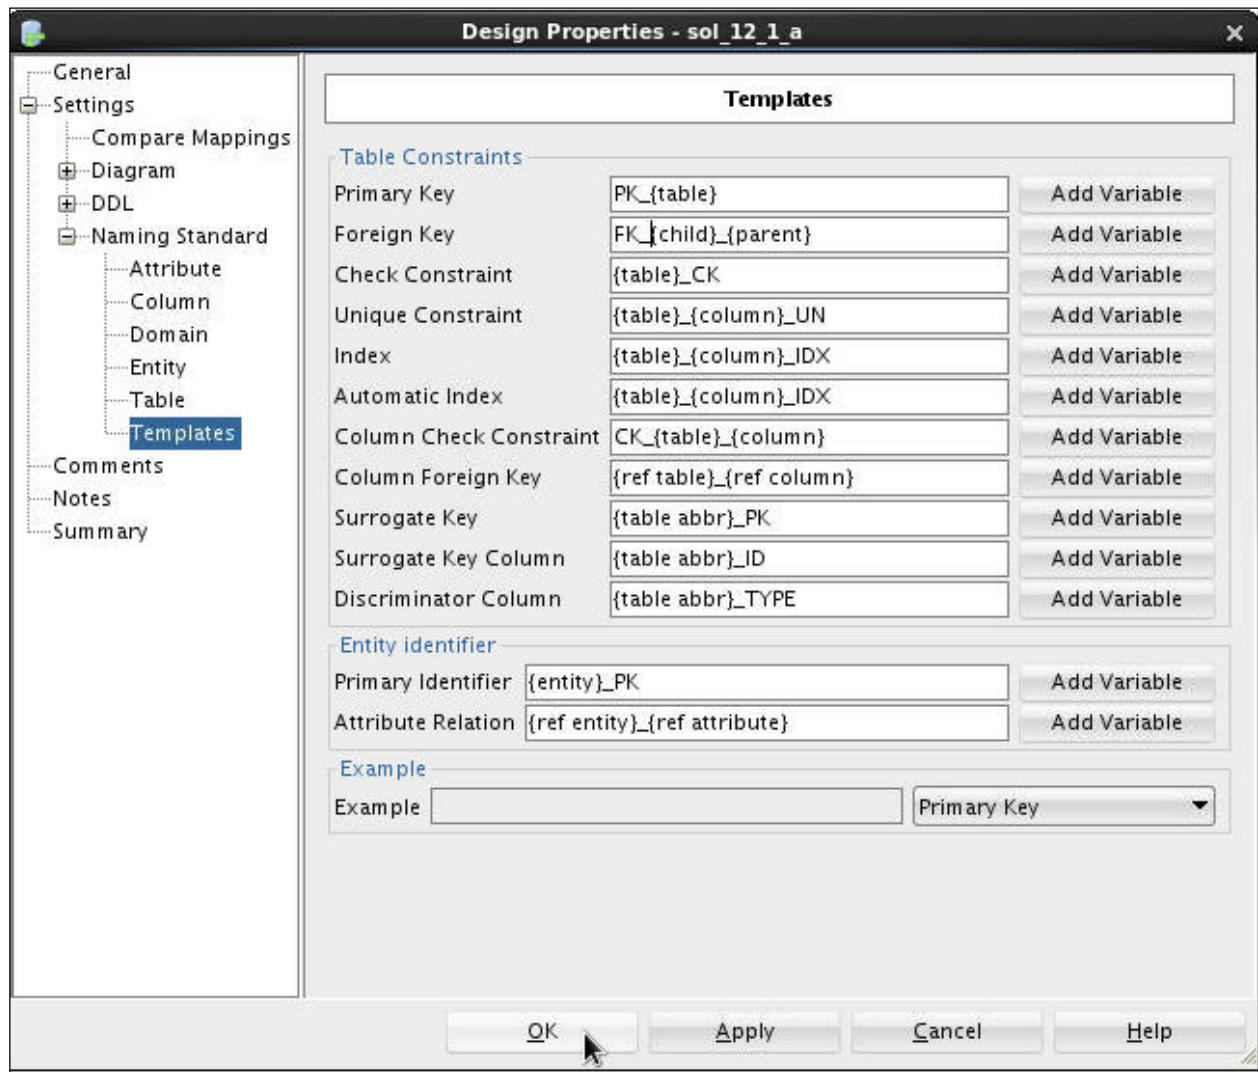 Design Properties - sol_12_1_a
General
Settings
Compare Mappings
Diagram
DDL
Naming Standard
Attribute
Column
Domain
Entity
Table
Templates
Comments
Notes
Summary
Templates
Table Constraints
Primary Key PK_{table} Add Variable
Foreign Key FK_{child}_{parent} Add Variable
Check Constraint {table}_CK Add Variable
Unique Constraint {table}_{column}_UN Add Variable
Index {table}_{column}_IDX Add Variable
Automatic Index {table}_{column}_IDX Add Variable
Column Check Constraint CK_{table}_{column} Add Variable
Column Foreign Key {ref table}_{ref column} Add Variable
Surrogate Key {table abbr}_PK Add Variable
Surrogate Key Column {table abbr}_ID Add Variable
Discriminator Column {table abbr}_TYPE Add Variable
Entity identifier
Primary Identifier {entity}_PK Add Variable
Attribute Relation {ref entity}_{ref attribute} Add Variable
Example
Example Primary Key
OK Apply Cancel Help